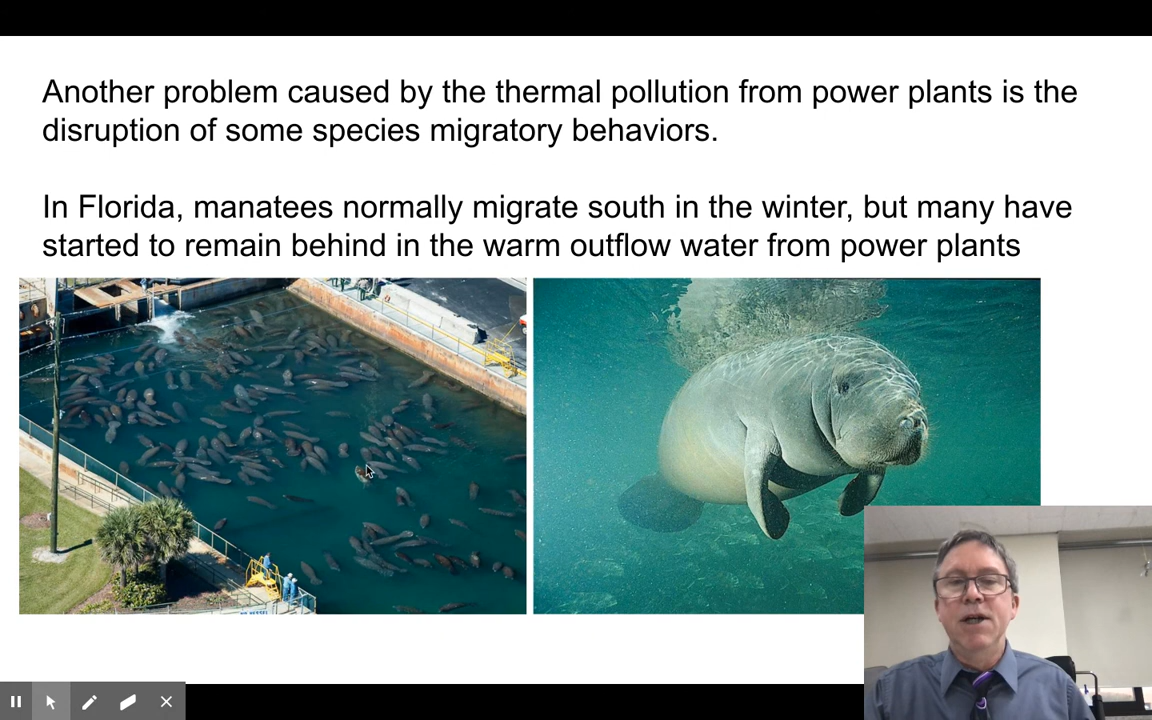 Another problem caused by the thermal pollution from power plants is the
disruption of some species migratory behaviors.
In Florida, manatees normally migrate south in the winter, but many have
started to remain behind in the warm outflow water from power plants